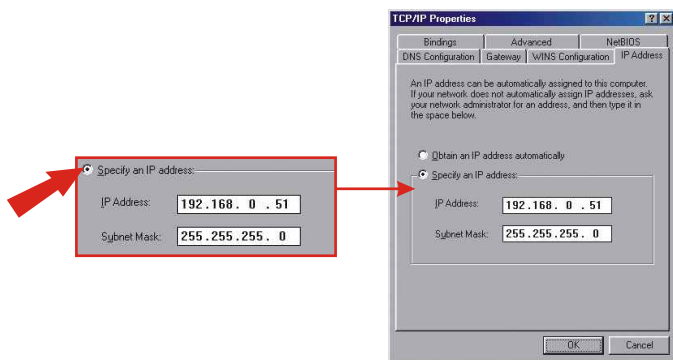 Specify an IP address:
IP Address: 192.168. 0 .51
Subnet Mask: 255.255.255. 0
TCP/IP Properties
Bindings Advanced NetBIOS
DNS Configuration Gateway WINS Configuration IP Address
An IP address can be automatically assigned to this computer.
If your network does not automatically assign IP addresses, ask
your network administrator for an address, and then type it in
the space below.
Obtain an IP address automatically
Specify an IP address:
IP Address: 192.168. 0 .51
Subnet Mask: 255.255.255. 0
OK Cancel